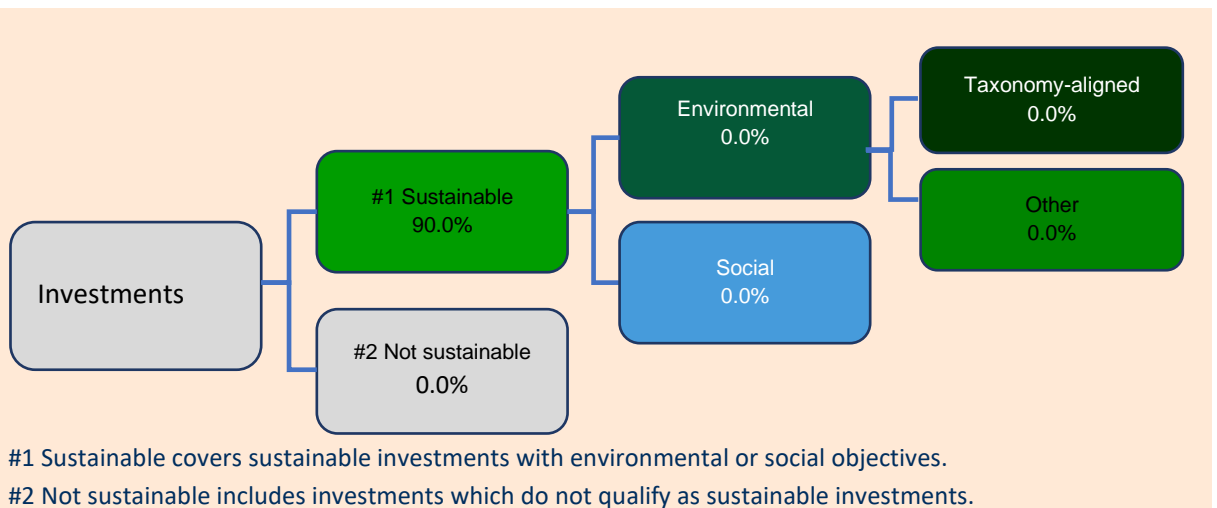 Investments
#1 Sustainable
90.0%
#2 Not sustainable
0.0%
Environmental
0.0%
Social
0.0%
Taxonomy-aligned
0.0%
Other
0.0%
#1 Sustainable covers sustainable investments with environmental or social objectives.
#2 Not sustainable includes investments which do not qualify as sustainable investments.